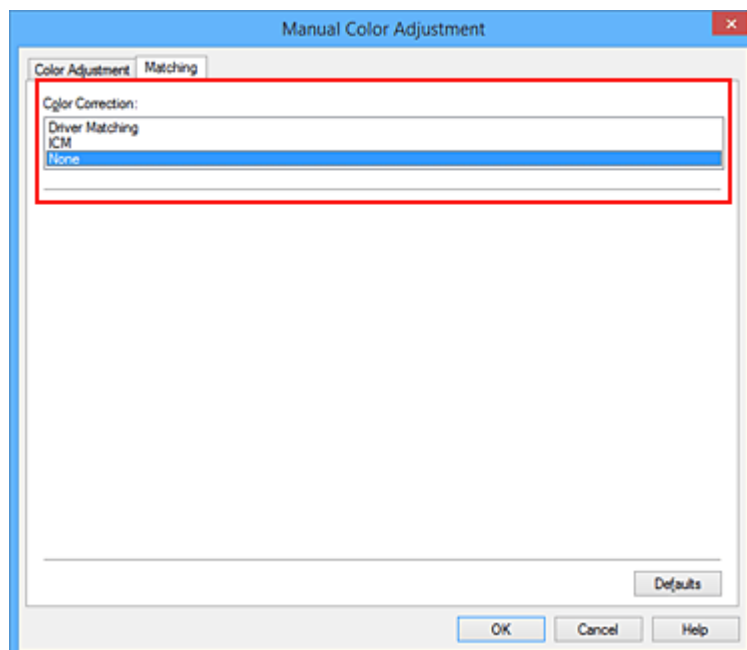 Manual Color Adjustment
Color Adjustment Matching
Color Correction:
Driver Matching
ICM
None
Defaults
OK Cancel Help